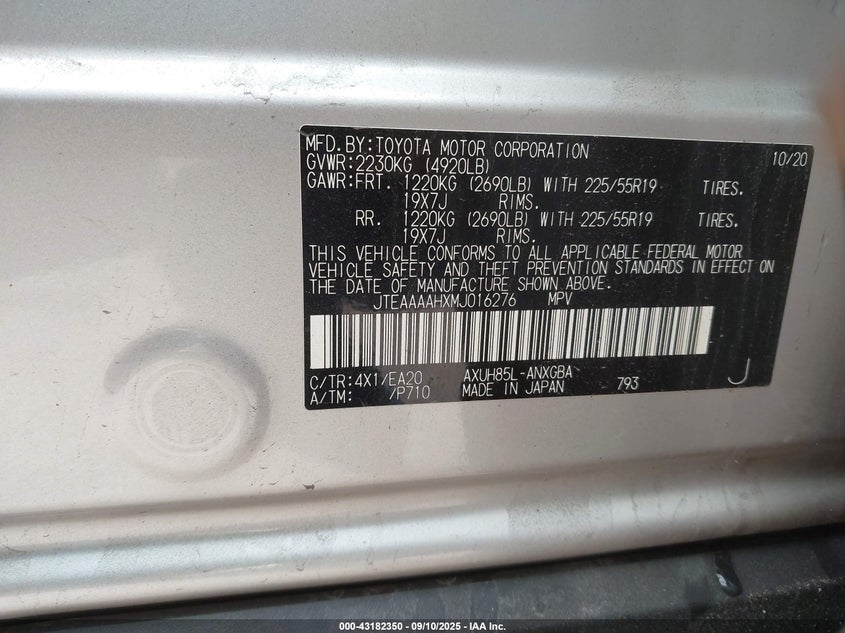 MFD. BY: TOYOTA MOTOR CORPORATION 10/20
GVWR: 2230KG (4920LB)
GAWR: FRT. 1220KG (2690LB) WITH 225/55R19 TIRES.
19X7J RIMS.
RR. 1220KG (2690LB) WITH 225/55R19 TIRES.
19X7J RIMS.
THIS VEHICLE CONFORMS TO ALL APPLICABLE FEDERAL MOTOR
VEHICLE SAFETY AND THEFT PREVENTION STANDARDS IN EFFECT ON
THE DATE OF MANUFACTURE SHOWN ABOVE.
JTEAAAAHXMJ016276 MPV
C/TR: 4X1/EA20 AXUH85L-ANXGBA
A/TM: /P710 MADE IN JAPAN 793 J
000-43182350 - 09/10/2025 - IAA Inc.